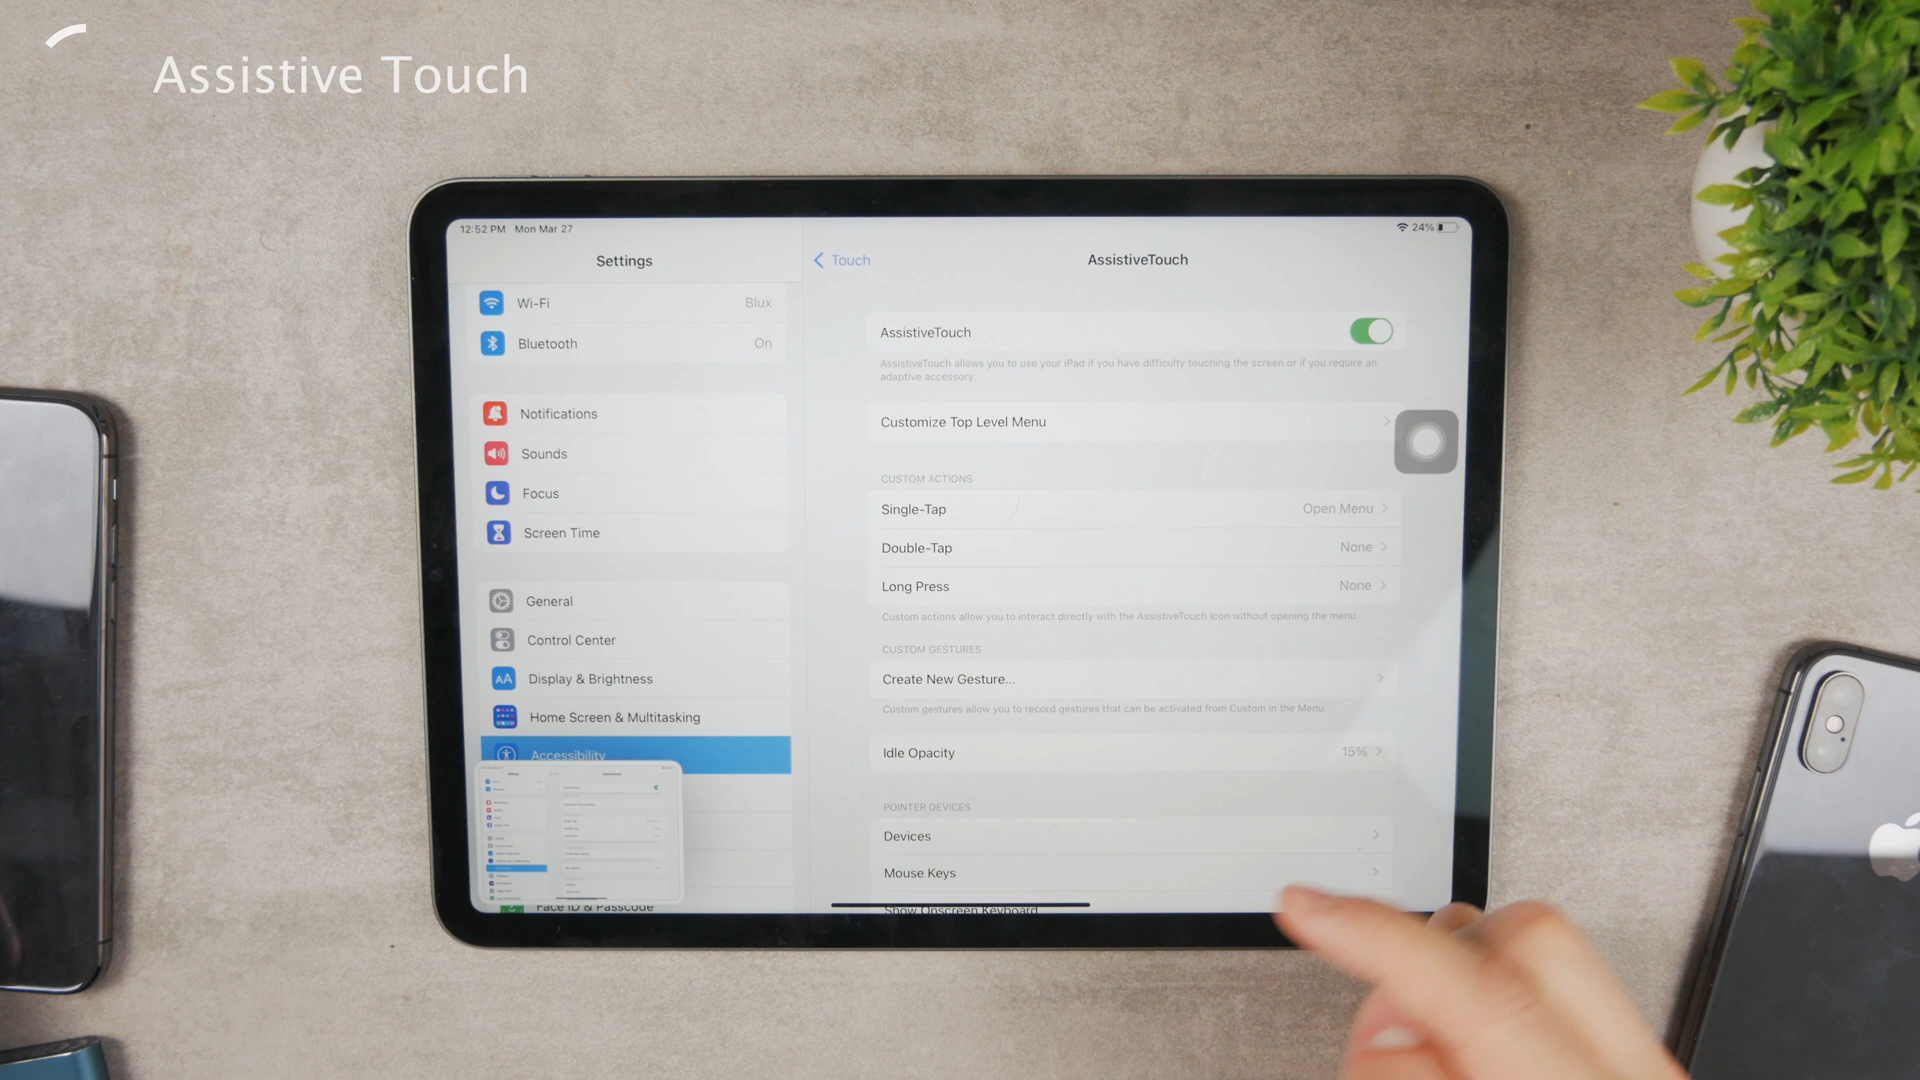 Assistive Touch
12:52 PM Mon Mar 27
24%
Settings
Touch
AssistiveTouch
Wi-Fi
Blux
Bluetooth
On
Notifications
Sounds
Focus
Screen Time
General
Control Center
AA
Display & Brightness
Home Screen & Multitasking
Accessibility
Face ID & Passcode
AssistiveTouch
AssistiveTouch allows you to use your iPad if you have difficulty touching the screen or if you require an
adaptive accessory.
Customize Top Level Menu
CUSTOM ACTIONS
Single-Tap
Open Menu
Double-Tap
None
Long Press
None
Custom actions allow you to interact directly with the AssistiveTouch icon without opening the menu.
CUSTOM GESTURES
Create New Gesture...
Custom gestures allow you to record gestures that can be activated from Custom in the Menu.
Idle Opacity
15%
POINTER DEVICES
Devices
Mouse Keys
Show Onscreen Keyboard